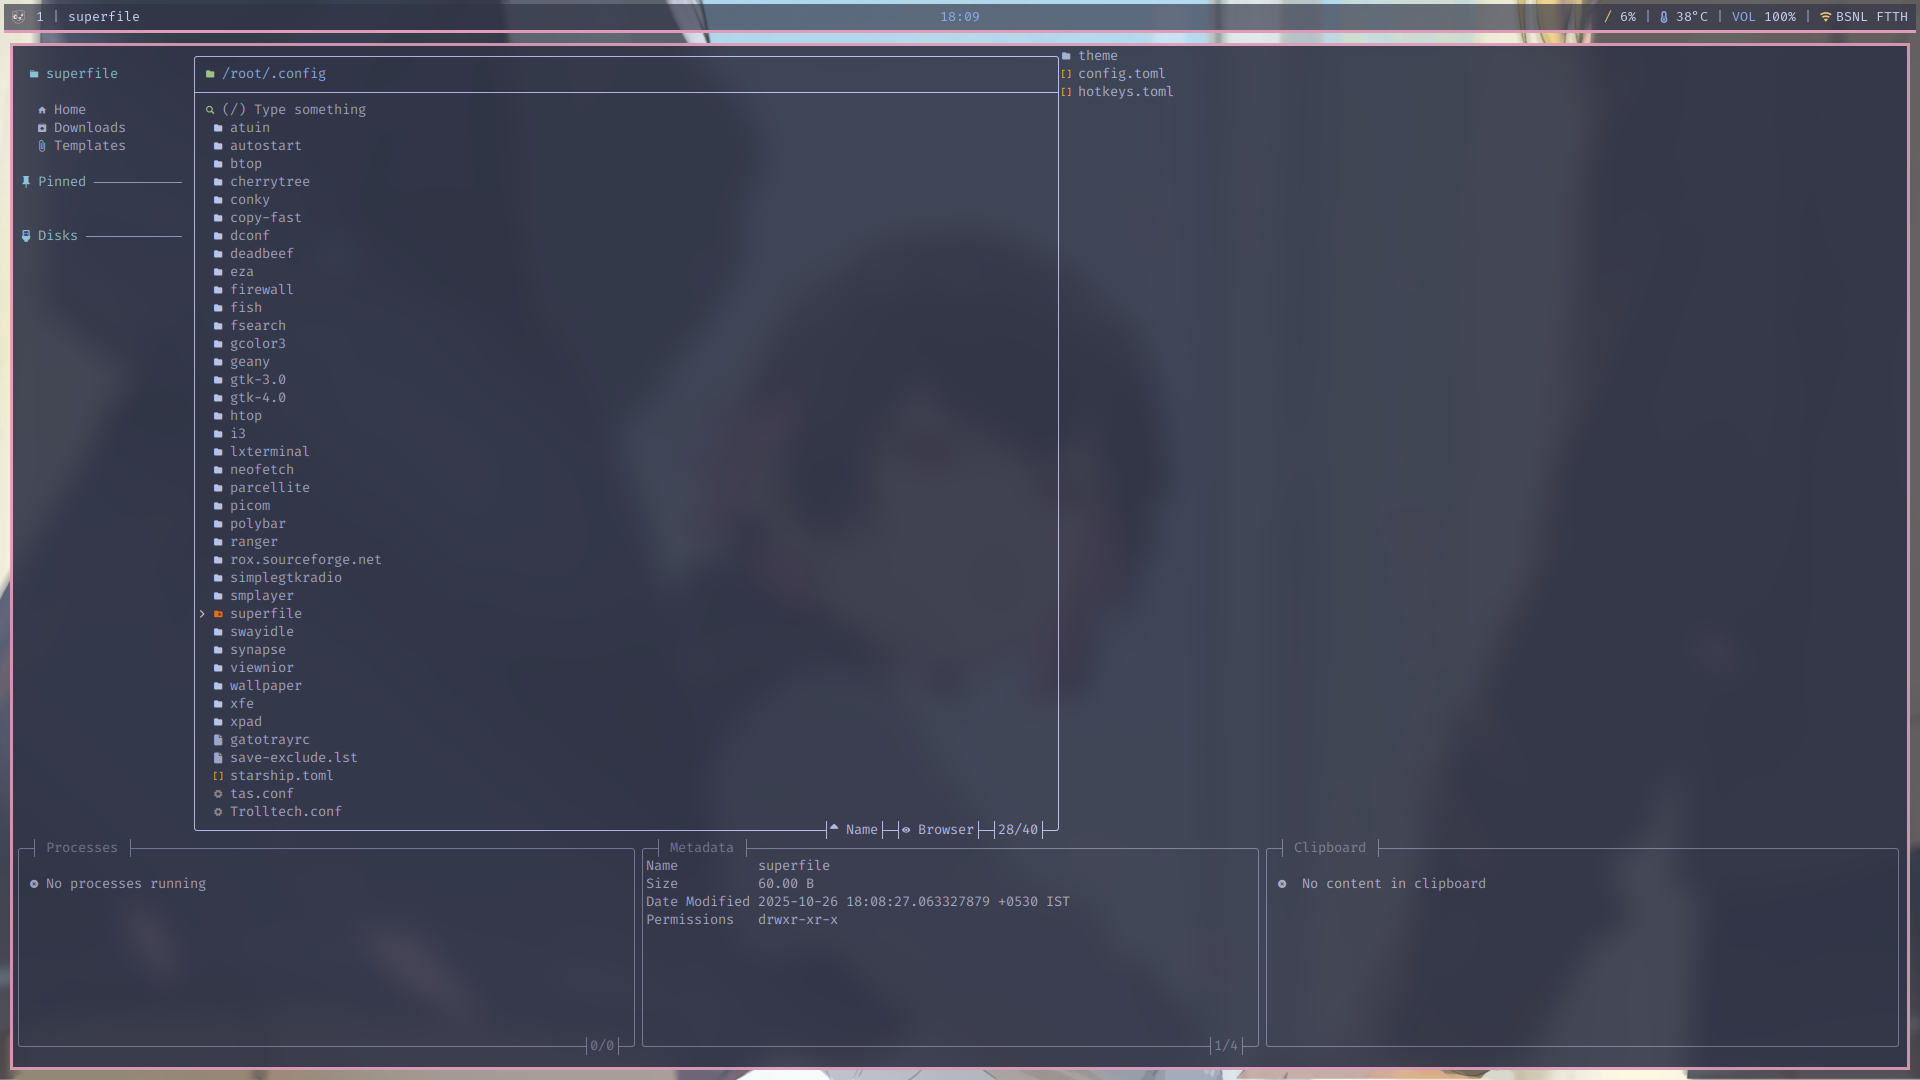 1 | superfile
18:09
/ 6% | 38°C | VOL 100% | BSNL FTTH
superfile
Home
Downloads
Templates
Pinned
Disks
/root/.config
(/) Type something
atuin
autostart
btop
cherrytree
conky
copy-fast
dconf
deadbeef
eza
firewall
fish
fsearch
gcolor3
geany
gtk-3.0
gtk-4.0
htop
i3
lxterminal
neofetch
parcellite
picom
polybar
ranger
rox.sourceforge.net
simplegtkradio
smplayer
superfile
swayidle
synapse
viewnior
wallpaper
xfe
xpad
gatotrayrc
save-exclude.lst
starship.toml
tas.conf
Trolltech.conf
Name Browser 28/40
theme
config.toml
hotkeys.toml
Processes
No processes running
0/0
Metadata
Name superfile
Size 60.00 B
Date Modified 2025-10-26 18:08:27.063327879 +0530 IST
Permissions drwxr-xr-x
1/4
Clipboard
No content in clipboard